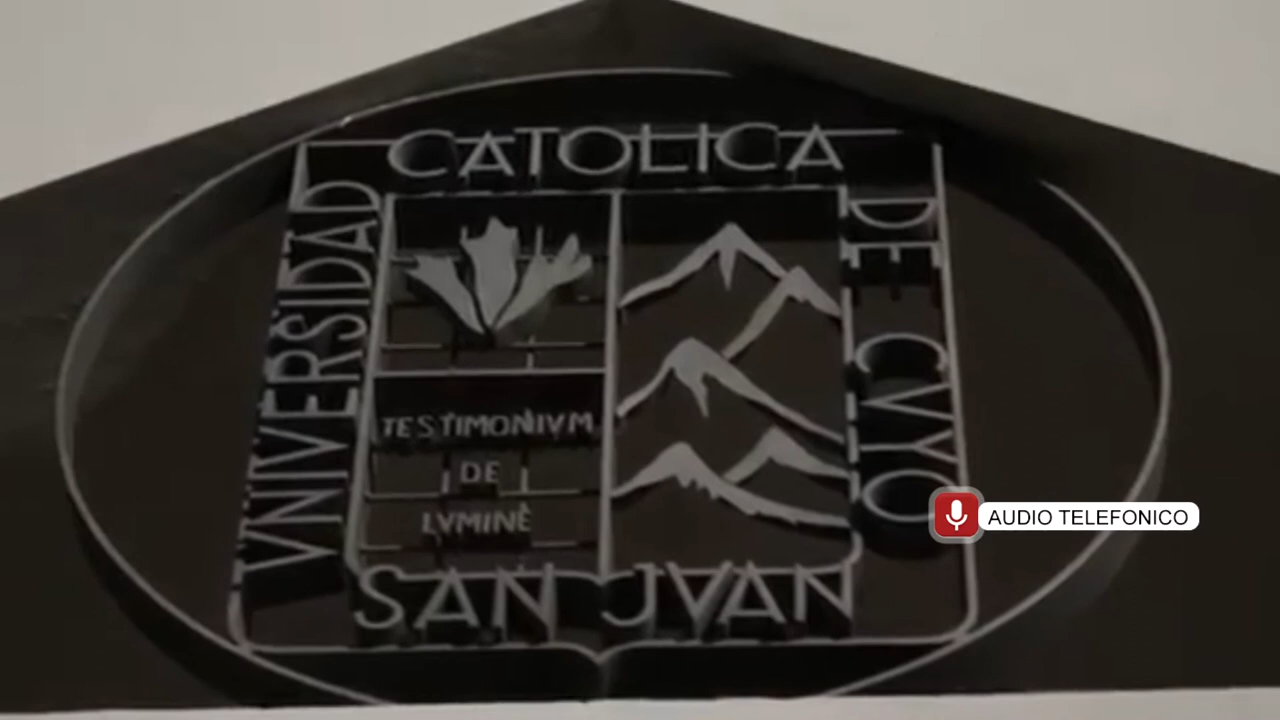 VNIVERSIDAD
CATOLICA
DE CVYO
TESTIMONIVM
DE
LVMINE
SAN JVAN
AUDIO TELEFONICO